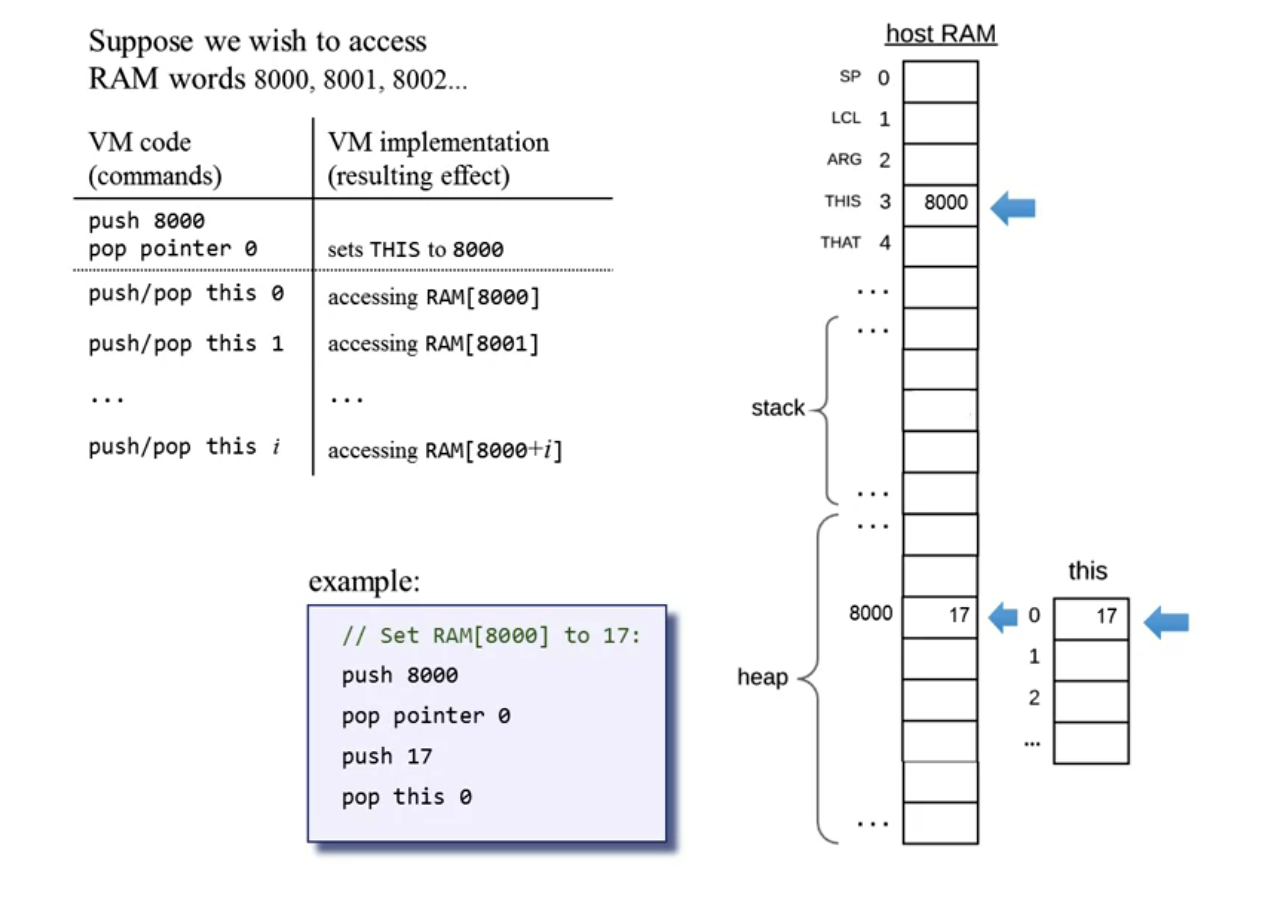 Suppose we wish to access
RAM words 8000, 8001, 8002...
VM code
(commands)
VM implementation
(resulting effect)
push 8000
pop pointer 0
sets THIS to 8000
push/pop this 0
accessing RAM[8000]
push/pop this 1
accessing RAM[8001]
...
...
push/pop this i
accessing RAM[8000+i]
example:
// Set RAM[8000] to 17:
push 8000
pop pointer 0
push 17
pop this 0
host RAM
SP 0
LCL 1
ARG 2
THIS 3 8000
THAT 4
...
...
stack
...
...
this
8000 17 0 17
1
heap
2
...
...